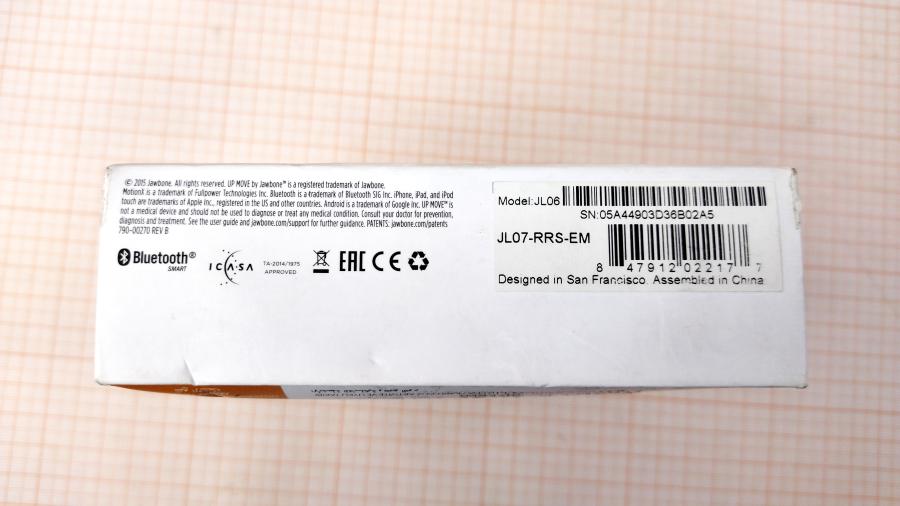 © 2015 Jawbone. All rights reserved. UP MOVE by Jawbone™ is a registered trademark of Jawbone.
MotionX is a trademark of Fullpower Technologies Inc. Bluetooth is a trademark of Bluetooth SIG Inc. iPhone, iPad, and iPod
touch are trademarks of Apple Inc., registered in the US and other countries. Android is a trademark of Google Inc. UP MOVE™ is
not a medical device and should not be used to diagnose or treat any medical condition. Consult your doctor for prevention,
diagnosis and treatment. See the user guide and jawbone.com/support for further guidance. PATENTS: jawbone.com/patents
790-00270 REV B
Bluetooth®
SMART
ICASA
TA-2014/1975
APPROVED
EAC CE
Model:JL06
SN:05A44903D36B02A5
JL07-RRS-EM
8 47912 02217 7
Designed in San Francisco. Assembled in China